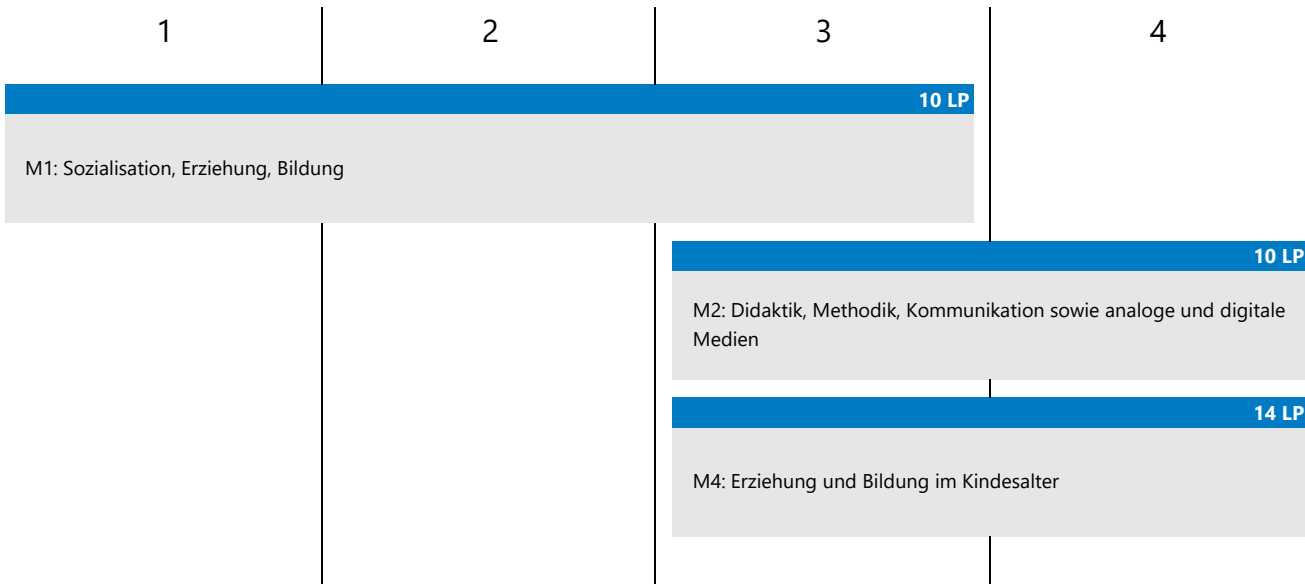 1
2
3
4
10 LP
M1: Sozialisation, Erziehung, Bildung
10 LP
M2: Didaktik, Methodik, Kommunikation sowie analoge und digitale
Medien
14 LP
M4: Erziehung und Bildung im Kindesalter